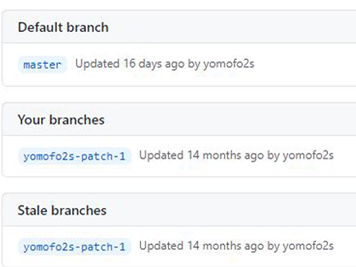 Default branch
master Updated 16 days ago by yomofo2s
Your branches
yomofo2s-patch-1 Updated 14 months ago by yomofo2s
Stale branches
yomofo2s-patch-1 Updated 14 months ago by yomofo2s